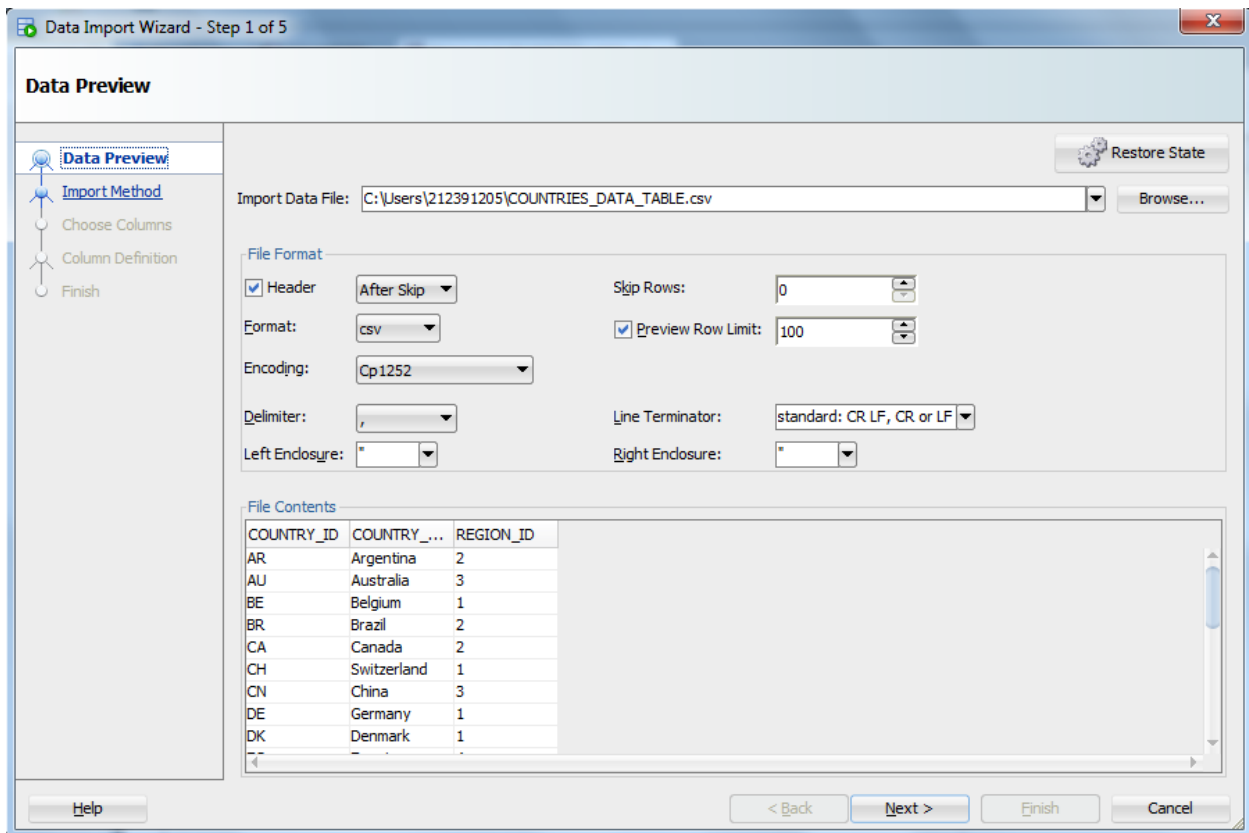 Data Import Wizard - Step 1 of 5
Data Preview
Data Preview
Import Method
Choose Columns
Column Definition
Finish
Restore State
Import Data File: C:\Users\212391205\COUNTRIES_DATA_TABLE.csv Browse...
File Format
Header After Skip Skip Rows: 0
Format: csv Preview Row Limit: 100
Encoding: Cp1252
Delimiter: , Line Terminator: standard: CR LF, CR or LF
Left Enclosure: " Right Enclosure: "
File Contents
COUNTRY_ID COUNTRY_... REGION_ID
AR Argentina 2
AU Australia 3
BE Belgium 1
BR Brazil 2
CA Canada 2
CH Switzerland 1
CN China 3
DE Germany 1
DK Denmark 1
Help < Back Next > Finish Cancel